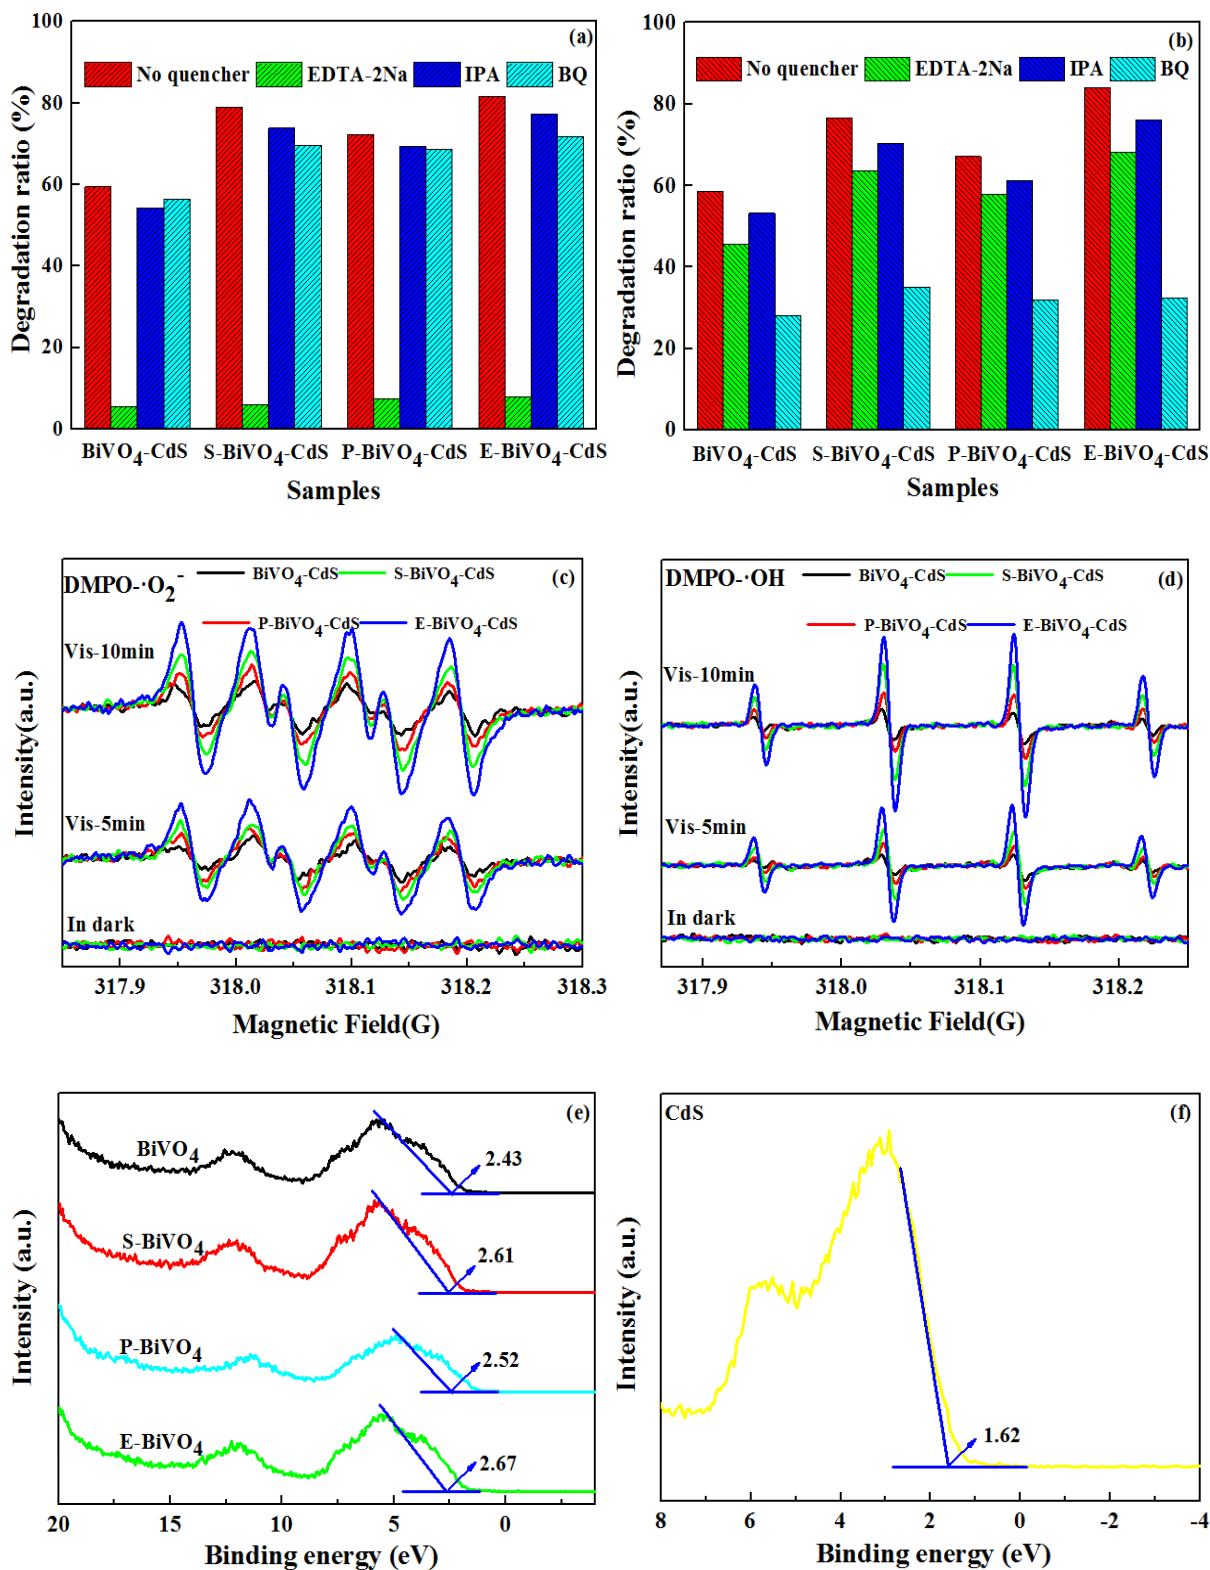 (a)
No quencher EDTA-2Na IPA BQ
Degradation ratio (%)
100
80
60
40
20
0
BiVO4-CdS S-BiVO4-CdS P-BiVO4-CdS E-BiVO4-CdS
Samples
(b)
No quencher EDTA-2Na IPA BQ
Degradation ratio (%)
100
80
60
40
20
0
BiVO4-CdS S-BiVO4-CdS P-BiVO4-CdS E-BiVO4-CdS
Samples
DMPO-·O2⁻
BiVO4-CdS S-BiVO4-CdS (c)
P-BiVO4-CdS E-BiVO4-CdS
Vis-10min
Vis-5min
In dark
Intensity(a.u.)
317.9 318.0 318.1 318.2 318.3
Magnetic Field(G)
DMPO-·OH
BiVO4-CdS S-BiVO4-CdS (d)
P-BiVO4-CdS E-BiVO4-CdS
Vis-10min
Vis-5min
In dark
Intensity(a.u.)
317.9 318.0 318.1 318.2
Magnetic Field(G)
(e)
BiVO4
2.43
S-BiVO4
2.61
P-BiVO4
2.52
E-BiVO4
2.67
Intensity (a.u.)
20 15 10 5 0
Binding energy (eV)
CdS (f)
1.62
Intensity (a.u.)
8 6 4 2 0 -2 -4
Binding energy (eV)